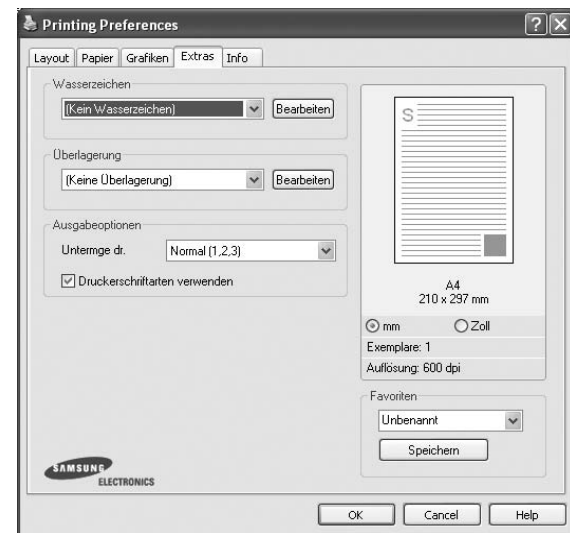 Printing Preferences
Layout Papier Grafiken Extras Info
Wasserzeichen
(Kein Wasserzeichen) Bearbeiten
Überlagerung
(Keine Überlagerung) Bearbeiten
Ausgabeoptionen
Untermge dr. Normal (1,2,3)
Druckerschriftarten verwenden
S
A4
210 x 297 mm
mm Zoll
Exemplare: 1
Auflösung: 600 dpi
Favoriten
Unbenannt
Speichern
SAMSUNG
ELECTRONICS
OK Cancel Help